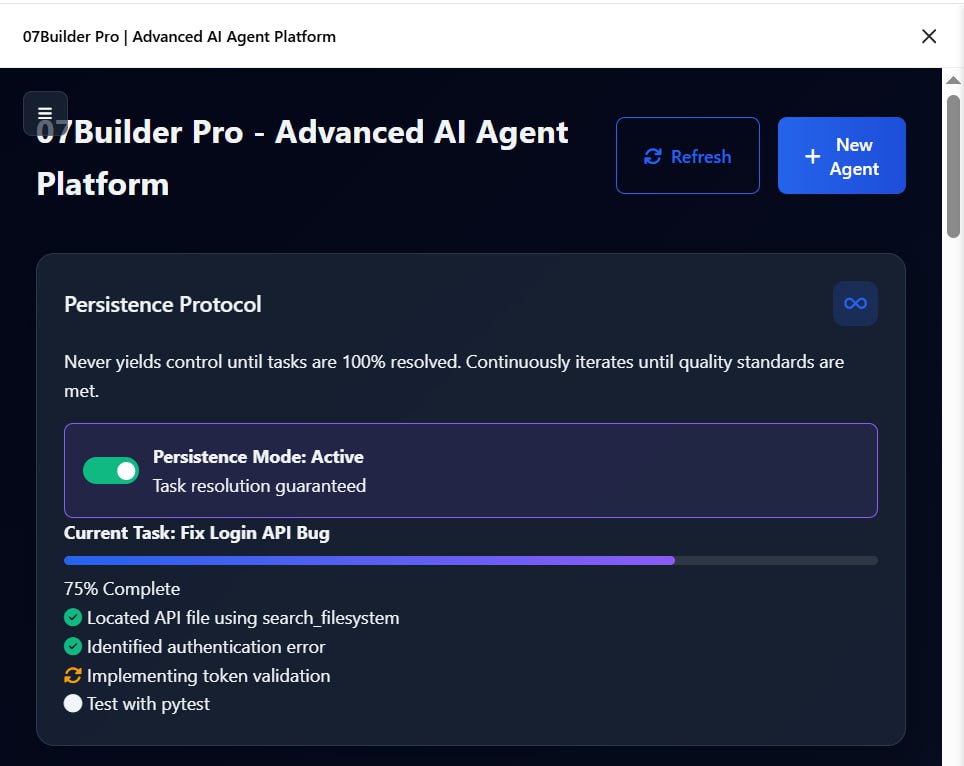 07Builder Pro | Advanced AI Agent Platform
07Builder Pro - Advanced AI Agent
Platform
Refresh
New
Agent
Persistence Protocol
Never yields control until tasks are 100% resolved. Continuously iterates until quality standards are
met.
Persistence Mode: Active
Task resolution guaranteed
Current Task: Fix Login API Bug
75% Complete
Located API file using search_filesystem
Identified authentication error
Implementing token validation
Test with pytest